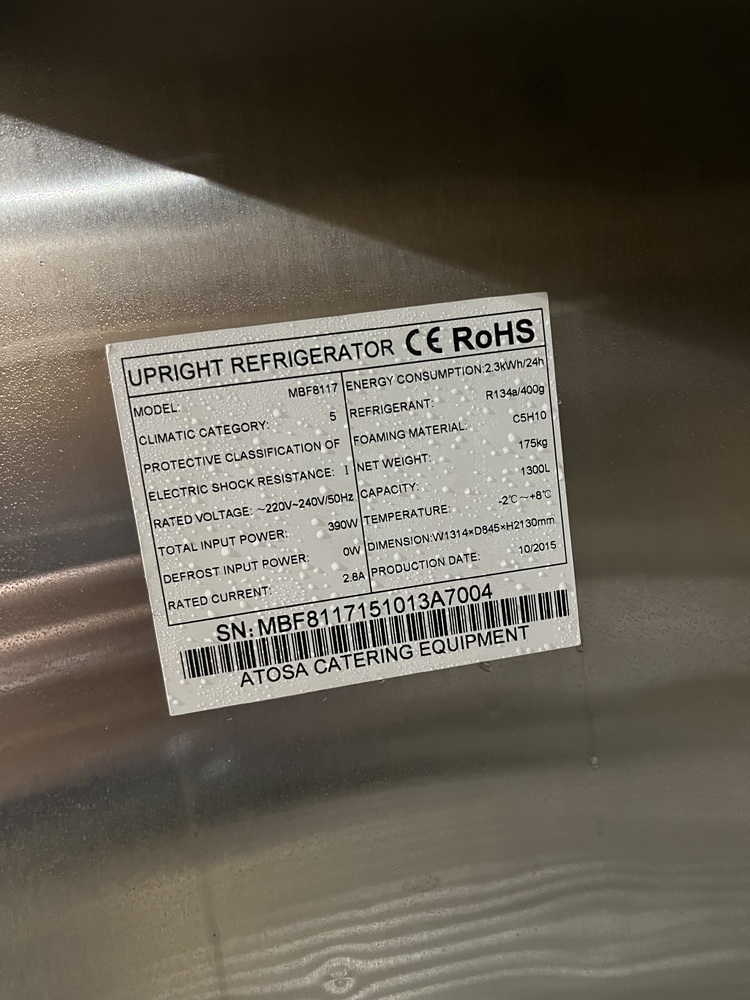 UPRIGHT REFRIGERATOR CE RoHS
MODEL: MBF8117
CLIMATIC CATEGORY: 5
PROTECTIVE CLASSIFICATION OF
ELECTRIC SHOCK RESISTANCE: I
RATED VOLTAGE: ~220V~240V/50Hz
TOTAL INPUT POWER: 390W
DEFROST INPUT POWER: 0W
RATED CURRENT: 2.8A
ENERGY CONSUMPTION:2.3kWh/24h
REFRIGERANT: R134a/400g
FOAMING MATERIAL: C5H10
NET WEIGHT: 175kg
CAPACITY: 1300L
TEMPERATURE: -2℃~+8℃
DIMENSION:W1314×D845×H2130mm
PRODUCTION DATE: 10/2015
SN:MBF8117151013A7004
ATOSA CATERING EQUIPMENT